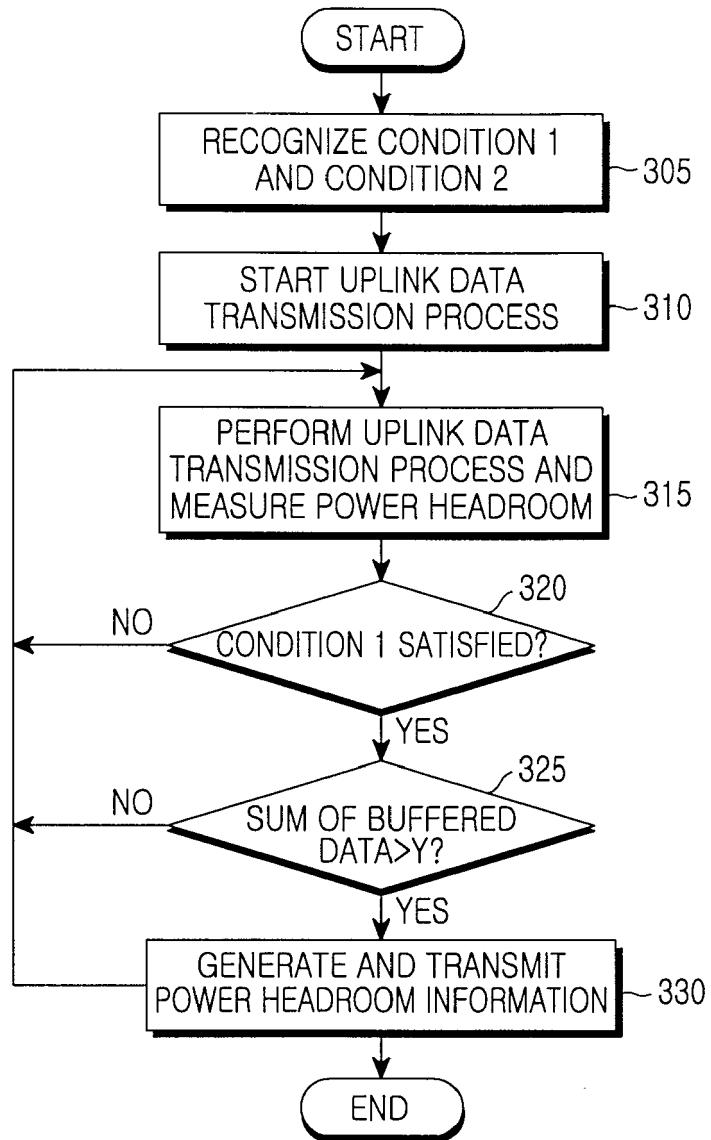 START
RECOGNIZE CONDITION 1
AND CONDITION 2
305
START UPLINK DATA
TRANSMISSION PROCESS
310
PERFORM UPLINK DATA
TRANSMISSION PROCESS AND
MEASURE POWER HEADROOM
315
320
NO
CONDITION 1 SATISFIED?
YES
325
NO
SUM OF BUFFERED
DATA>Y?
YES
GENERATE AND TRANSMIT
POWER HEADROOM INFORMATION
330
END